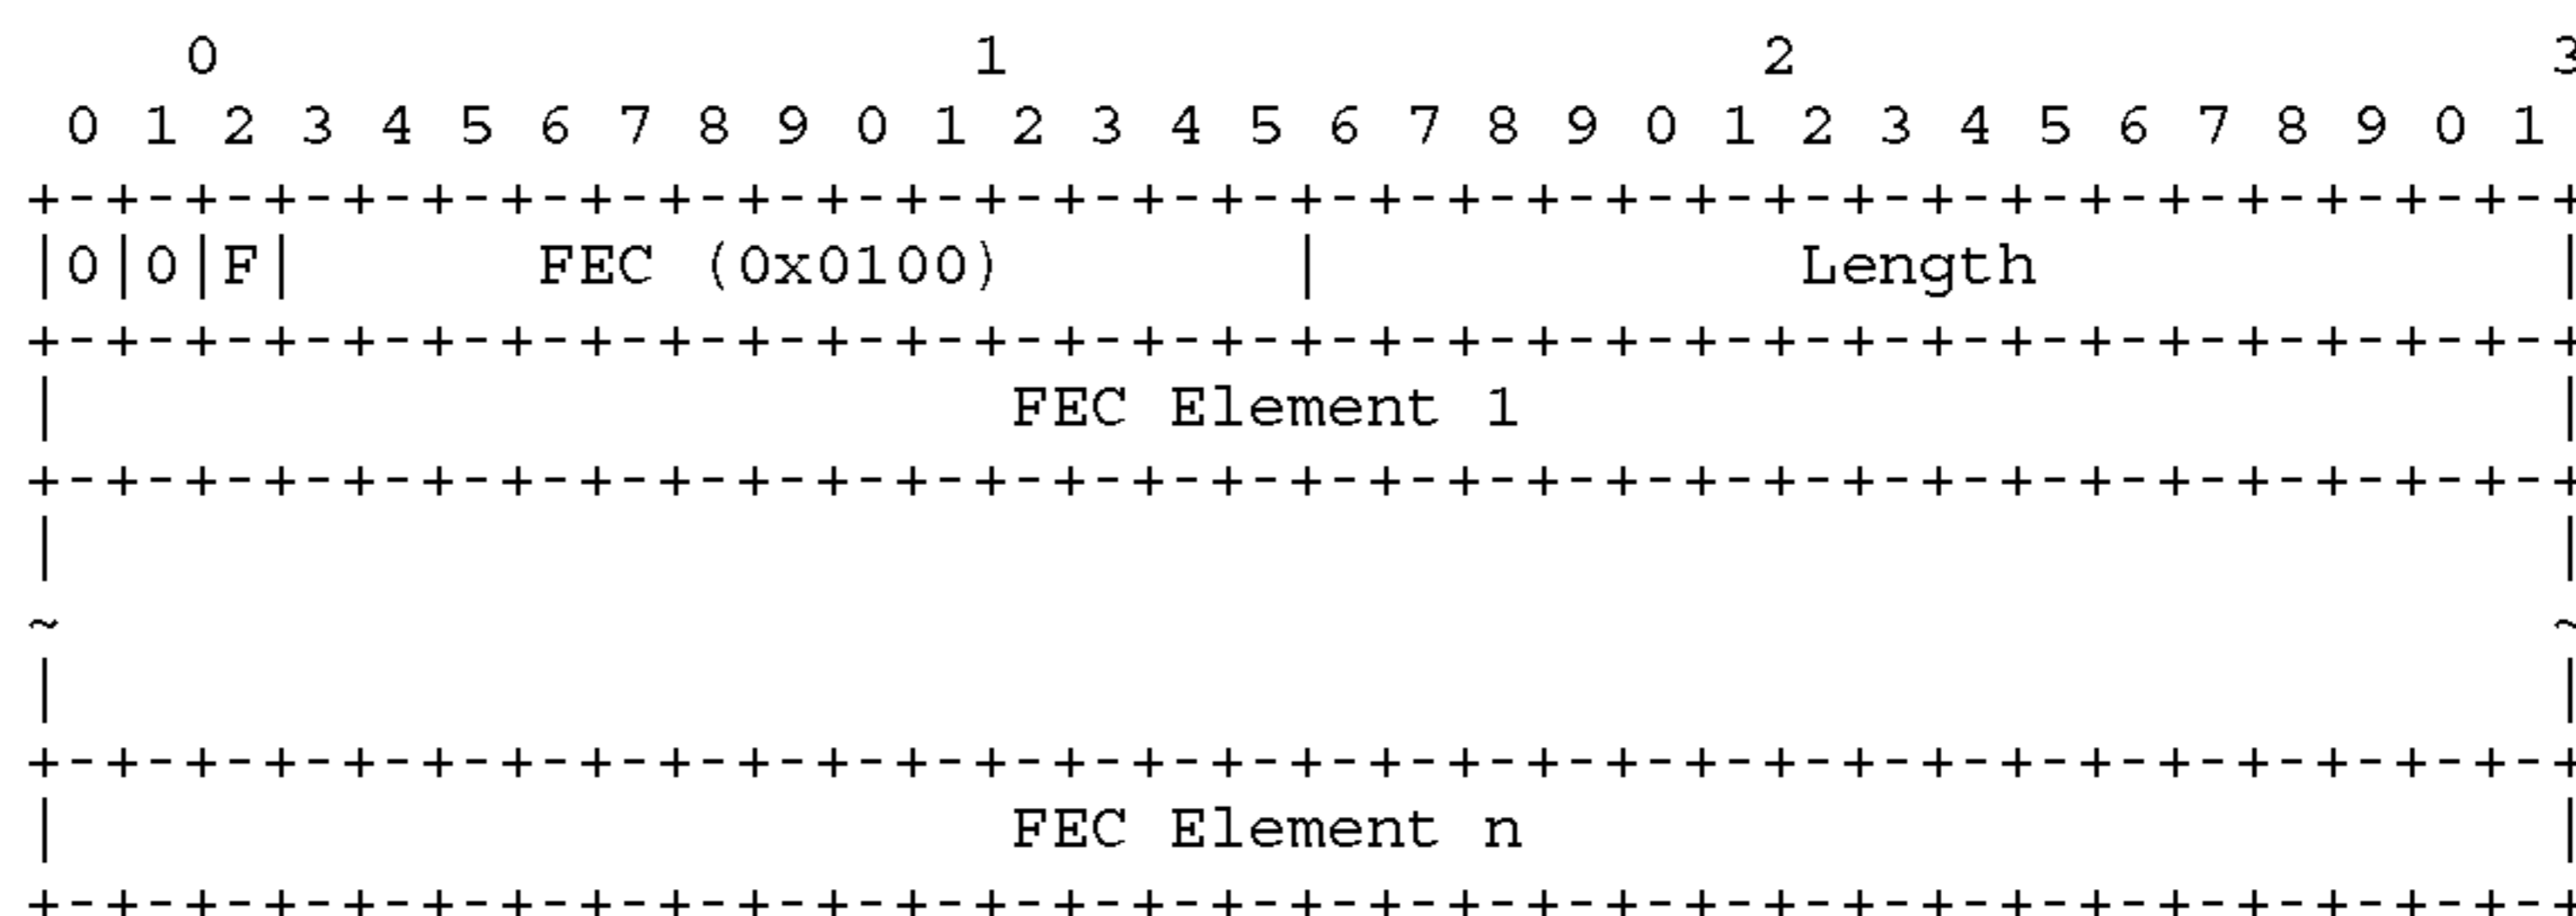 0                   1                   2                   3
 0 1 2 3 4 5 6 7 8 9 0 1 2 3 4 5 6 7 8 9 0 1 2 3 4 5 6 7 8 9 0 1
+-+-+-+-+-+-+-+-+-+-+-+-+-+-+-+-+-+-+-+-+-+-+-+-+-+-+-+-+-+-+-+-+
|0|0|F|      FEC (0x0100)       |            Length             |
+-+-+-+-+-+-+-+-+-+-+-+-+-+-+-+-+-+-+-+-+-+-+-+-+-+-+-+-+-+-+-+-+
|                        FEC Element 1                          |
+-+-+-+-+-+-+-+-+-+-+-+-+-+-+-+-+-+-+-+-+-+-+-+-+-+-+-+-+-+-+-+-+
|                                                               |
~                                                               ~
|                                                               |
+-+-+-+-+-+-+-+-+-+-+-+-+-+-+-+-+-+-+-+-+-+-+-+-+-+-+-+-+-+-+-+-+
|                        FEC Element n                          |
+-+-+-+-+-+-+-+-+-+-+-+-+-+-+-+-+-+-+-+-+-+-+-+-+-+-+-+-+-+-+-+-+